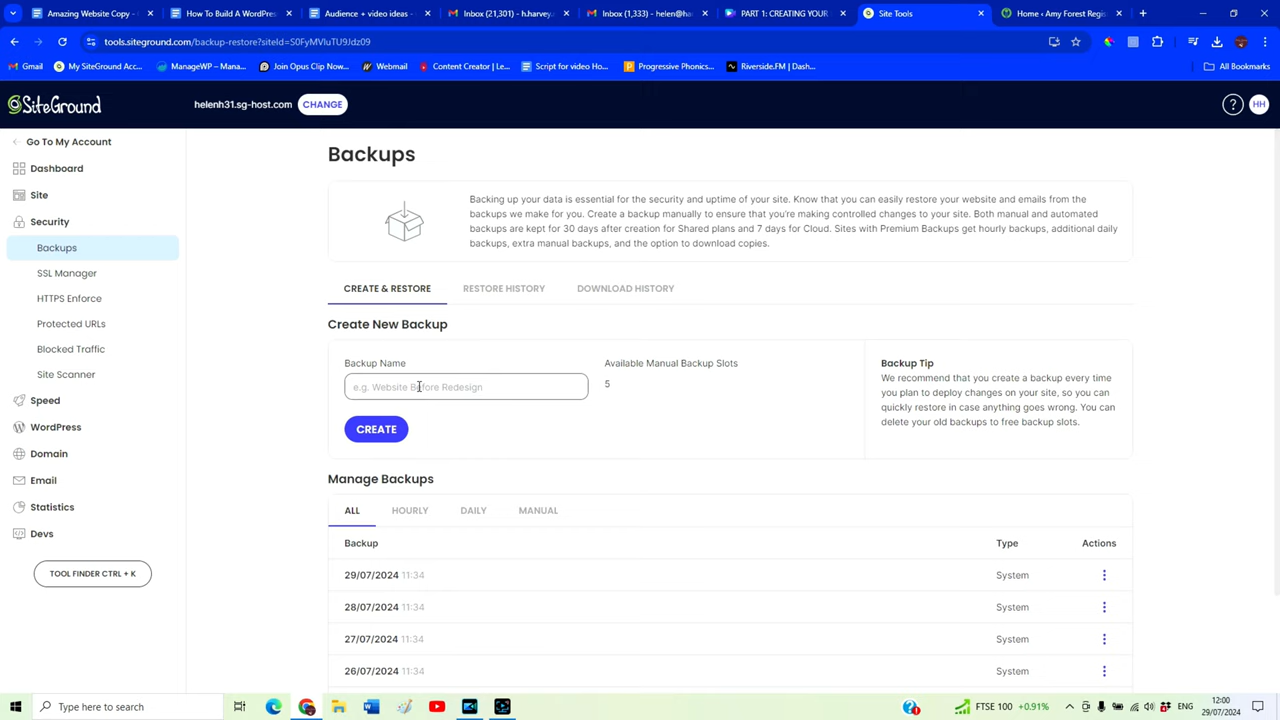 Amazing Website Copy -
How To Build A WordPres
Audience + video ideas -
Inbox (21,301) - h.harvey.
Inbox (1,333) - helen@ha
PART 1: CREATING YOUR
Site Tools
Home ‹ Amy Forest Regi
tools.siteground.com/backup-restore?siteId=S0FyMVluTU9Jdz09
Gmail
My SiteGround Acc...
ManageWP – Mana...
Join Opus Clip Now...
Webmail
Content Creator | Le...
Script for video Ho...
Progressive Phonics...
Riverside.FM | Dash...
All Bookmarks
SiteGround
helenh31.sg-host.com
CHANGE
HH
Go To My Account
Dashboard
Site
Security
Backups
SSL Manager
HTTPS Enforce
Protected URLs
Blocked Traffic
Site Scanner
Speed
WordPress
Domain
Email
Statistics
Devs
TOOL FINDER CTRL + K
Backups
Backing up your data is essential for the security and uptime of your site. Know that you can easily restore your website and emails from the
backups we make for you. Create a backup manually to ensure that you're making controlled changes to your site. Both manual and automated
backups are kept for 30 days after creation for Shared plans and 7 days for Cloud. Sites with Premium Backups get hourly backups, additional daily
backups, extra manual backups, and the option to download copies.
CREATE & RESTORE
RESTORE HISTORY
DOWNLOAD HISTORY
Create New Backup
Backup Name
e.g. Website Before Redesign
CREATE
Available Manual Backup Slots
5
Backup Tip
We recommend that you create a backup every time
you plan to deploy changes on your site, so you can
quickly restore in case anything goes wrong. You can
delete your old backups to free backup slots.
Manage Backups
ALL
HOURLY
DAILY
MANUAL
Backup
Type
Actions
29/07/2024 11:34
System
28/07/2024 11:34
System
27/07/2024 11:34
System
26/07/2024 11:34
System
Type here to search
FTSE 100 +0.91%
ENG
12:00
29/07/2024